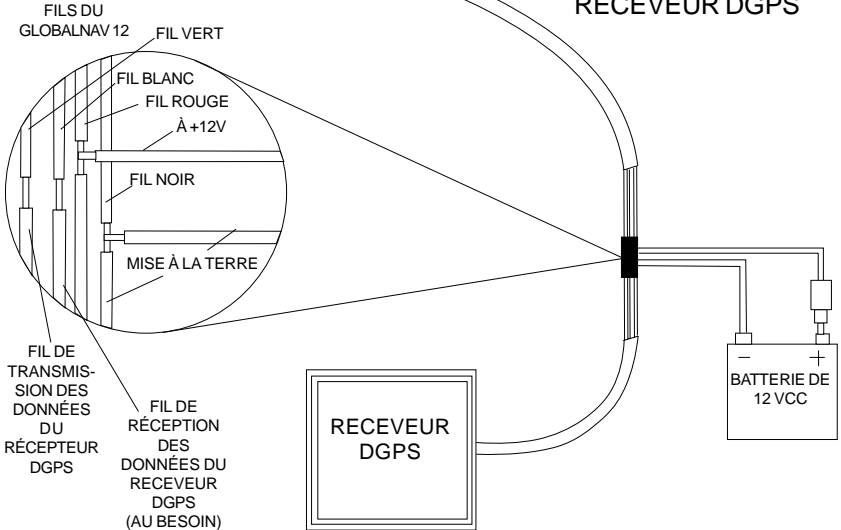 RECEVEUR DGPS
FILS DU
GLOBALNAV 12
FIL VERT
FIL BLANC
FIL ROUGE
À +12V
FIL NOIR
MISE À LA TERRE
FIL DE
TRANSMIS-
SION DES
DONNÉES
DU
RÉCEPTEUR
DGPS
FIL DE
RÉCEPTION
DES
DONNÉES DU
RECEVEUR
DGPS
(AU BESOIN)
RECEVEUR
DGPS
– +
BATTERIE DE
12 VCC